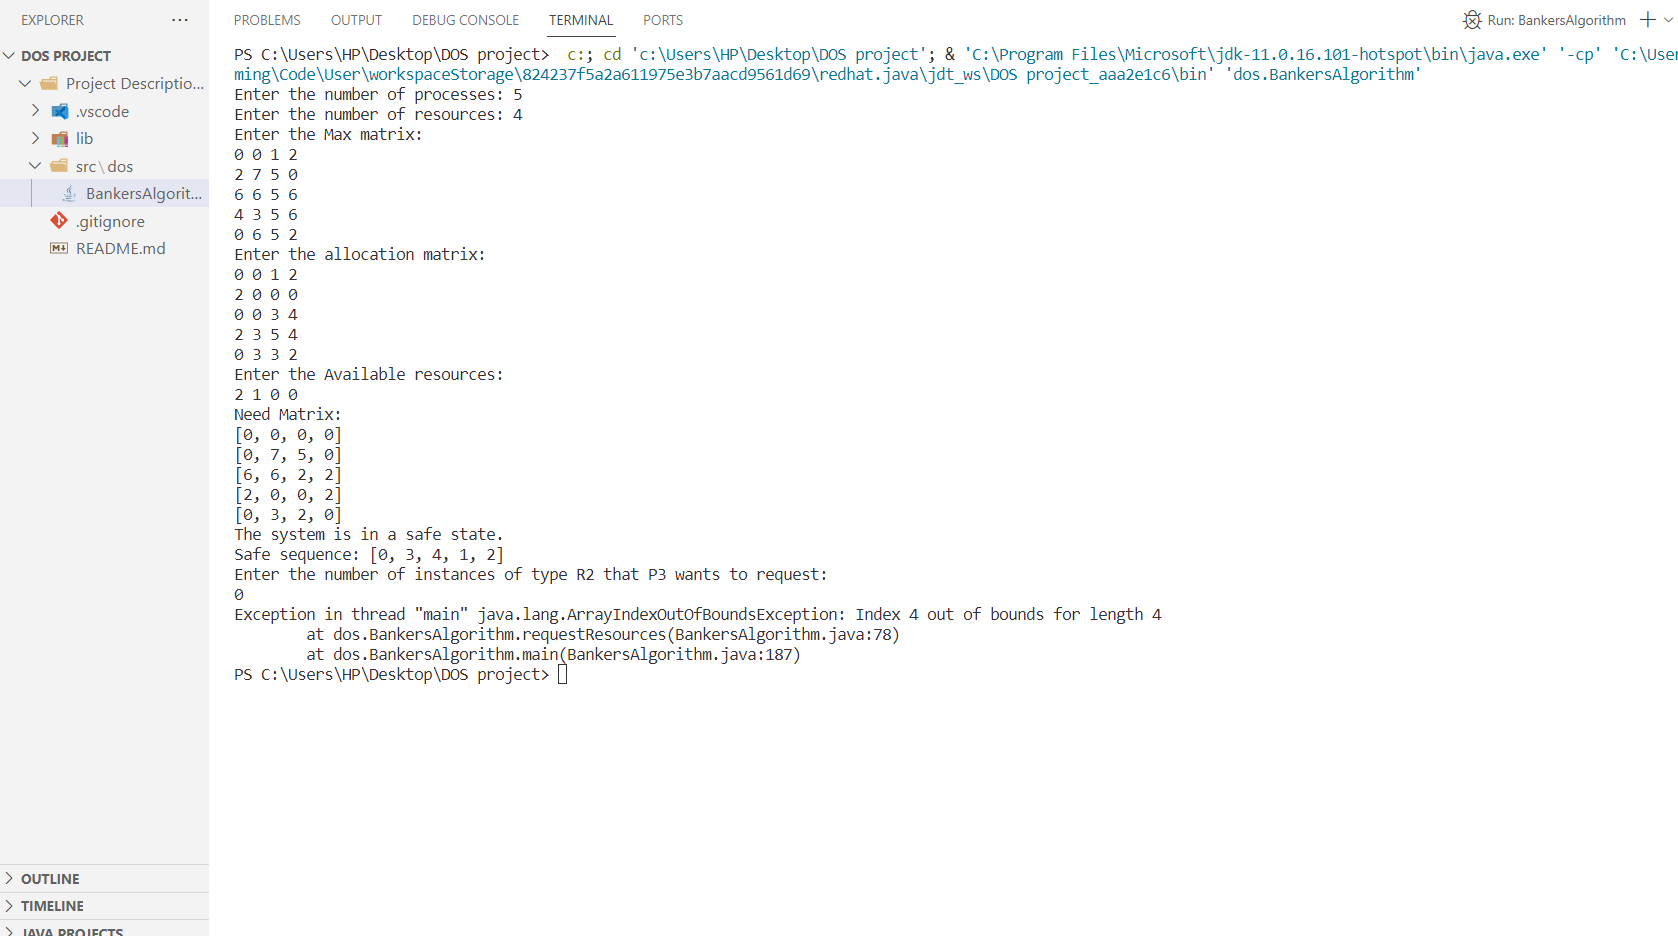 EXPLORER ...
DOS PROJECT
Project Descriptio...
.vscode
lib
src\dos
BankersAlgorit...
.gitignore
README.md
OUTLINE
TIMELINE
JAVA PROJECTS
PROBLEMS OUTPUT DEBUG CONSOLE TERMINAL PORTS
Run: BankersAlgorithm
PS C:\Users\HP\Desktop\DOS project>  c:; cd 'c:\Users\HP\Desktop\DOS project'; & 'C:\Program Files\Microsoft\jdk-11.0.16.101-hotspot\bin\java.exe' '-cp' 'C:\User
ming\Code\User\workspaceStorage\824237f5a2a611975e3b7aacd9561d69\redhat.java\jdt_ws\DOS project_aaa2e1c6\bin' 'dos.BankersAlgorithm'
Enter the number of processes: 5
Enter the number of resources: 4
Enter the Max matrix:
0 0 1 2
2 7 5 0
6 6 5 6
4 3 5 6
0 6 5 2
Enter the allocation matrix:
0 0 1 2
2 0 0 0
0 0 3 4
2 3 5 4
0 3 3 2
Enter the Available resources:
2 1 0 0
Need Matrix:
[0, 0, 0, 0]
[0, 7, 5, 0]
[6, 6, 2, 2]
[2, 0, 0, 2]
[0, 3, 2, 0]
The system is in a safe state.
Safe sequence: [0, 3, 4, 1, 2]
Enter the number of instances of type R2 that P3 wants to request:
0
Exception in thread "main" java.lang.ArrayIndexOutOfBoundsException: Index 4 out of bounds for length 4
at dos.BankersAlgorithm.requestResources(BankersAlgorithm.java:78)
at dos.BankersAlgorithm.main(BankersAlgorithm.java:187)
PS C:\Users\HP\Desktop\DOS project>